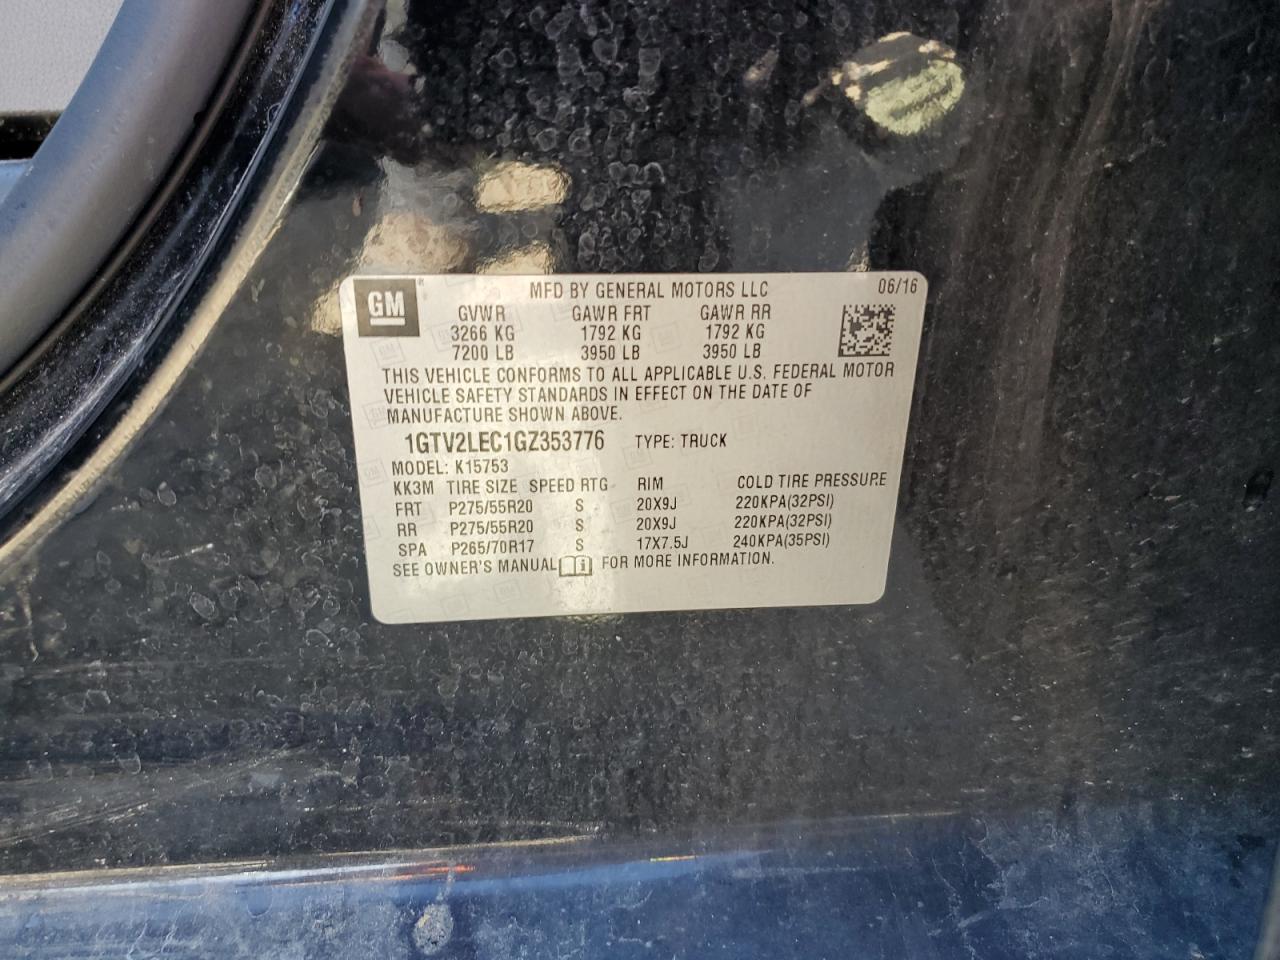 GM
MFD BY GENERAL MOTORS LLC 06/16
GVWR GAWR FRT GAWR RR
3266 KG 1792 KG 1792 KG
7200 LB 3950 LB 3950 LB
THIS VEHICLE CONFORMS TO ALL APPLICABLE U.S. FEDERAL MOTOR
VEHICLE SAFETY STANDARDS IN EFFECT ON THE DATE OF
MANUFACTURE SHOWN ABOVE.
1GTV2LEC1GZ353776 TYPE: TRUCK
MODEL: K15753
KK3M TIRE SIZE SPEED RTG RIM COLD TIRE PRESSURE
FRT P275/55R20 S 20X9J 220KPA(32PSI)
RR P275/55R20 S 20X9J 220KPA(32PSI)
SPA P265/70R17 S 17X7.5J 240KPA(35PSI)
SEE OWNER'S MANUAL i FOR MORE INFORMATION.